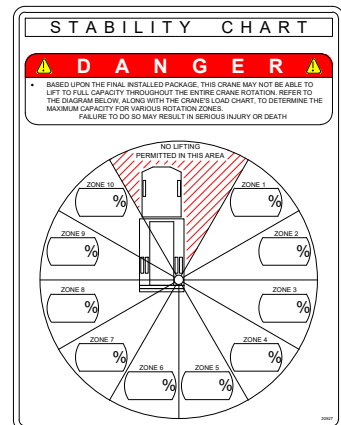 STABILITY CHART
DANGER
• BASED UPON THE FINAL INSTALLED PACKAGE, THIS CRANE MAY NOT BE ABLE TO
LIFT TO FULL CAPACITY THROUGHOUT THE ENTIRE CRANE ROTATION. REFER TO
THE DIAGRAM BELOW, ALONG WITH THE CRANE'S LOAD CHART, TO DETERMINE THE
MAXIMUM CAPACITY FOR VARIOUS ROTATION ZONES.
FAILURE TO DO SO MAY RESULT IN SERIOUS INJURY OR DEATH
NO LIFTING
PERMITTED IN THIS AREA
ZONE 10
%
ZONE 1
%
ZONE 9
%
ZONE 2
%
ZONE 8
%
ZONE 3
%
ZONE 7
%
ZONE 4
%
ZONE 6
%
ZONE 5
%